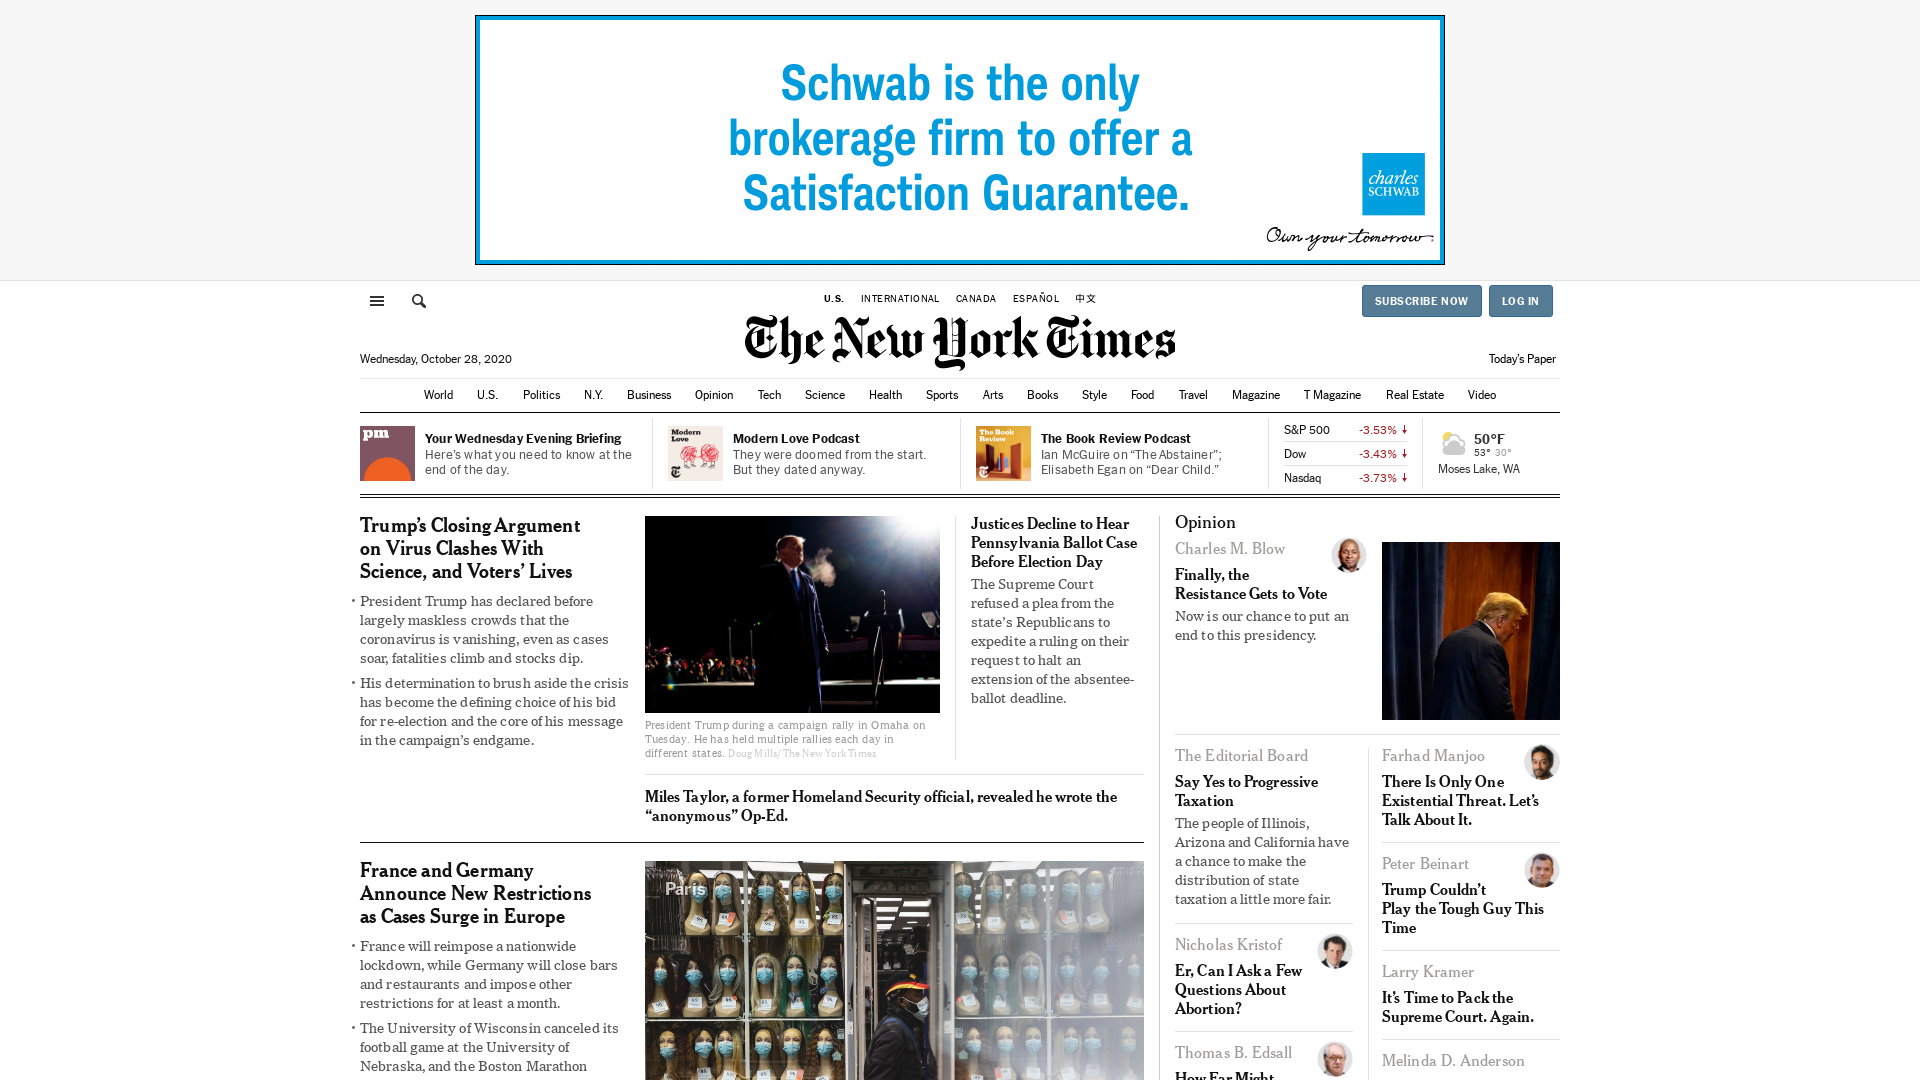 Schwab is the only
brokerage firm to offer a
Satisfaction Guarantee.
charles
SCHWAB
Own your tomorrow.
U.S.
INTERNATIONAL
CANADA
ESPAÑOL
中文
SUBSCRIBE NOW
LOG IN
The New York Times
Wednesday, October 28, 2020
Today's Paper
World U.S. Politics N.Y. Business Opinion Tech Science Health Sports Arts Books Style Food Travel Magazine T Magazine Real Estate Video
pm
Your Wednesday Evening Briefing
Here's what you need to know at the
end of the day.
Modern
Love
Modern Love Podcast
They were doomed from the start.
But they dated anyway.
The Book
Review
The Book Review Podcast
Ian McGuire on “The Abstainer”;
Elisabeth Egan on “Dear Child.”
S&P 500 -3.53%
Dow -3.43%
Nasdaq -3.73%
50°F
53° 30°
Moses Lake, WA
Trump's Closing Argument
on Virus Clashes With
Science, and Voters' Lives
• President Trump has declared before
largely maskless crowds that the
coronavirus is vanishing, even as cases
soar, fatalities climb and stocks dip.
• His determination to brush aside the crisis
has become the defining choice of his bid
for re-election and the core of his message
in the campaign's endgame.
President Trump during a campaign rally in Omaha on
Tuesday. He has held multiple rallies each day in
different states. Doug Mills/The New York Times
Justices Decline to Hear
Pennsylvania Ballot Case
Before Election Day
The Supreme Court
refused a plea from the
state's Republicans to
expedite a ruling on their
request to halt an
extension of the absentee-
ballot deadline.
Miles Taylor, a former Homeland Security official, revealed he wrote the
“anonymous” Op-Ed.
France and Germany
Announce New Restrictions
as Cases Surge in Europe
• France will reimpose a nationwide
lockdown, while Germany will close bars
and restaurants and impose other
restrictions for at least a month.
• The University of Wisconsin canceled its
football game at the University of
Nebraska, and the Boston Marathon
Paris
Opinion
Charles M. Blow
Finally, the
Resistance Gets to Vote
Now is our chance to put an
end to this presidency.
The Editorial Board
Say Yes to Progressive
Taxation
The people of Illinois,
Arizona and California have
a chance to make the
distribution of state
taxation a little more fair.
Nicholas Kristof
Er, Can I Ask a Few
Questions About
Abortion?
Thomas B. Edsall
How Far Might
Farhad Manjoo
There Is Only One
Existential Threat. Let's
Talk About It.
Peter Beinart
Trump Couldn't
Play the Tough Guy This
Time
Larry Kramer
It's Time to Pack the
Supreme Court. Again.
Melinda D. Anderson